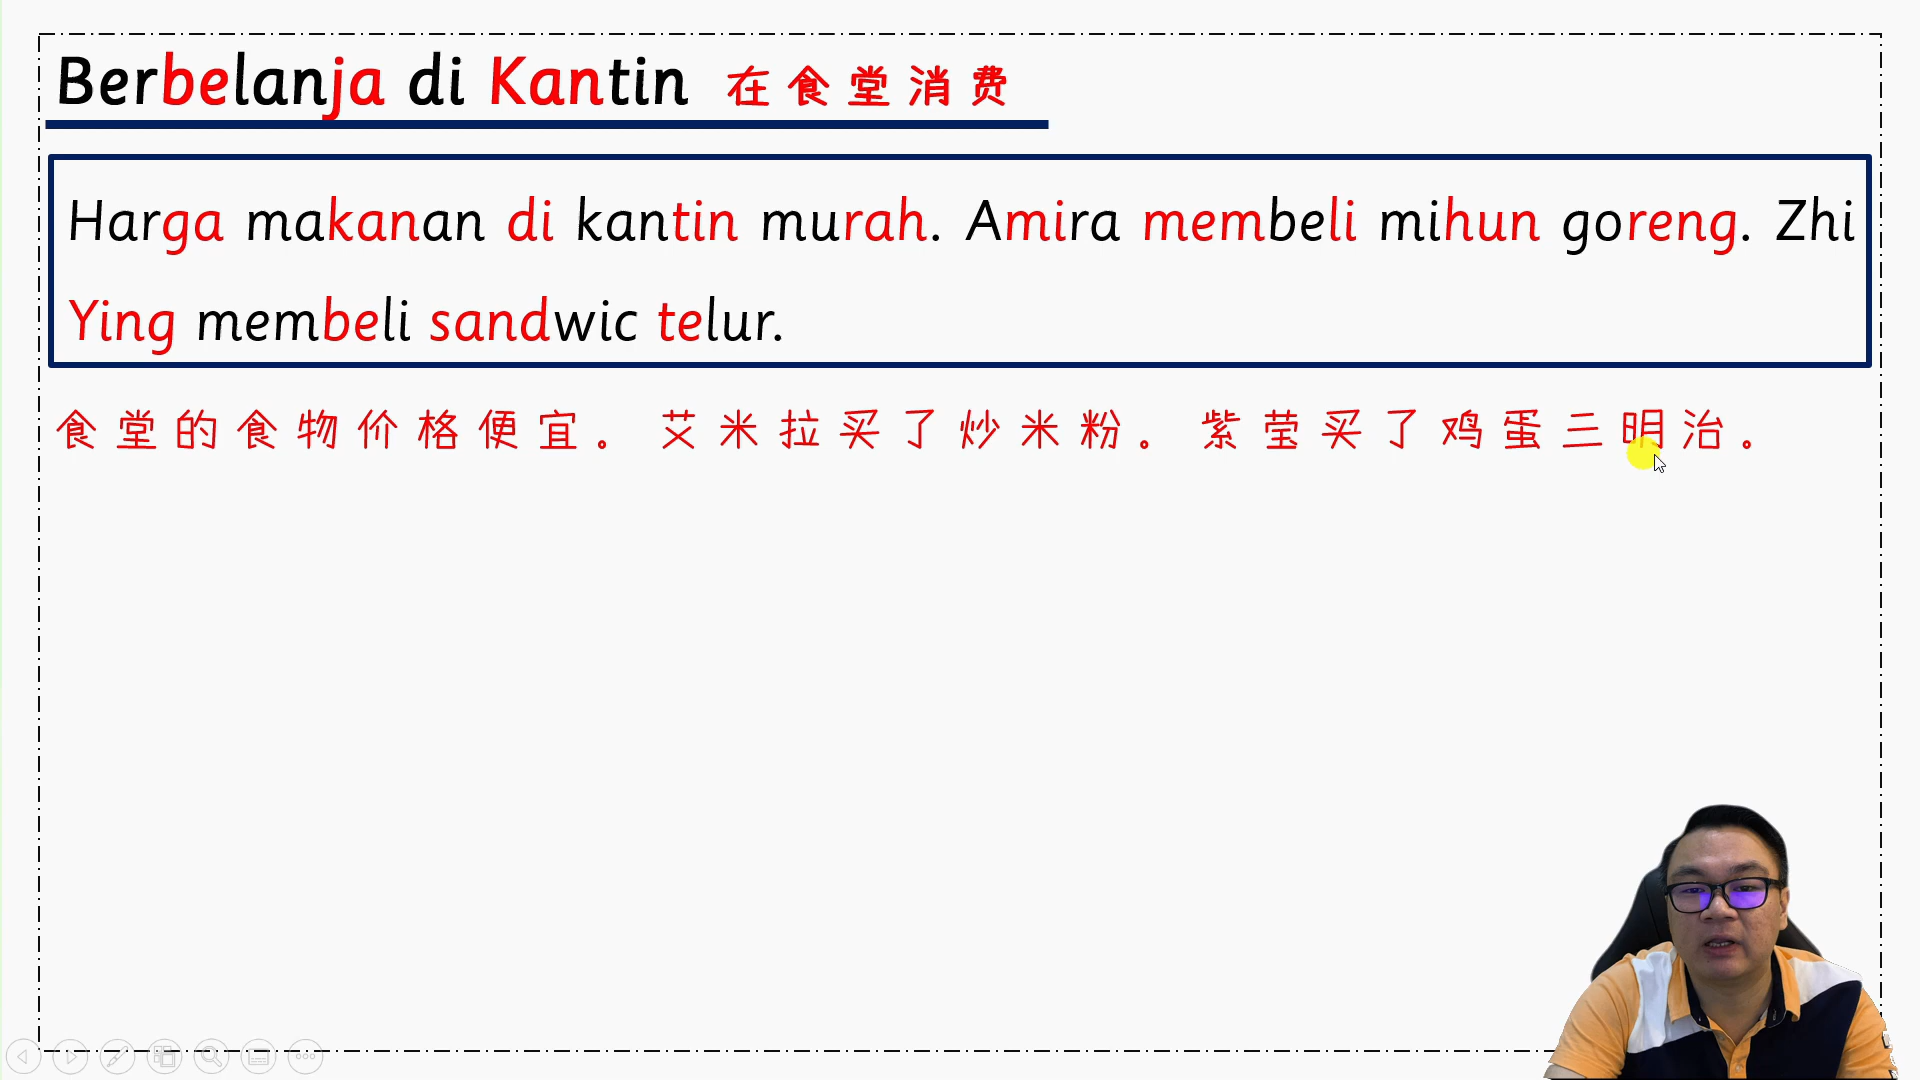 Berbelanja di Kantin 在食堂消费
Harga makanan di kantin murah. Amira membeli mihun goreng. Zhi
Ying membeli sandwic telur.
食堂的食物价格便宜。艾米拉买了炒米粉。紫莹买了鸡蛋三明治。